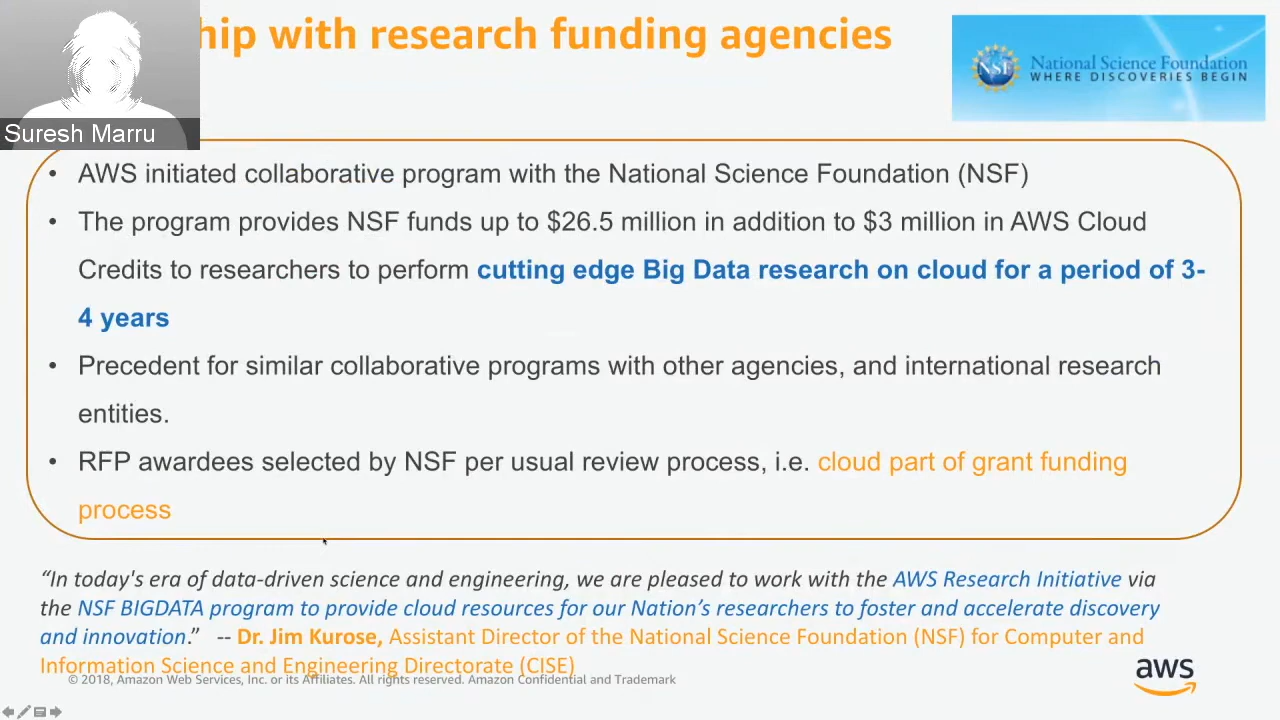 hip with research funding agencies
NSF
National Science Foundation
WHERE DISCOVERIES BEGIN
Suresh Marru
• AWS initiated collaborative program with the National Science Foundation (NSF)
• The program provides NSF funds up to $26.5 million in addition to $3 million in AWS Cloud
Credits to researchers to perform cutting edge Big Data research on cloud for a period of 3-
4 years
• Precedent for similar collaborative programs with other agencies, and international research
entities.
• RFP awardees selected by NSF per usual review process, i.e. cloud part of grant funding
process
“In today's era of data-driven science and engineering, we are pleased to work with the AWS Research Initiative via
the NSF BIGDATA program to provide cloud resources for our Nation’s researchers to foster and accelerate discovery
and innovation.” -- Dr. Jim Kurose, Assistant Director of the National Science Foundation (NSF) for Computer and
Information Science and Engineering Directorate (CISE)
© 2018, Amazon Web Services, Inc. or its Affiliates. All rights reserved. Amazon Confidential and Trademark
aws